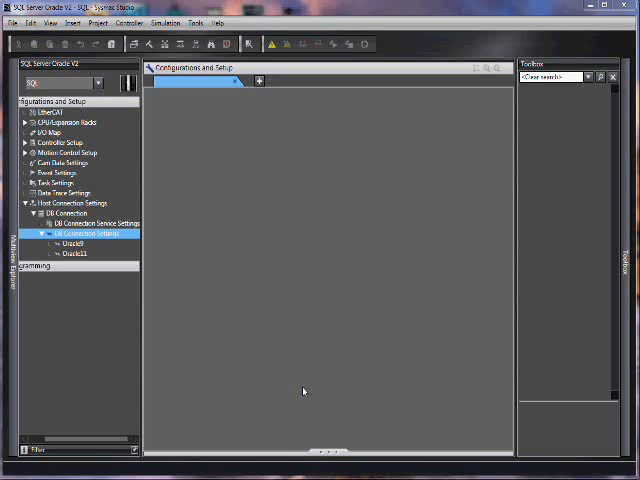 SQL Server Oracle V2 - SQL - Sysmac Studio
File Edit View Insert Project Controller Simulation Tools Help
SQL Server Oracle V2
SQL
figurations and Setup
EtherCAT
CPU/Expansion Racks
I/O Map
Controller Setup
Motion Control Setup
Cam Data Settings
Event Settings
Task Settings
Data Trace Settings
Host Connection Settings
DB Connection
DB Connection Service Settings
DB Connection Settings
Oracle9
Oracle11
gramming
Filter
Multiview Explorer
Configurations and Setup
Toolbox
<Clear search>
Toolbox